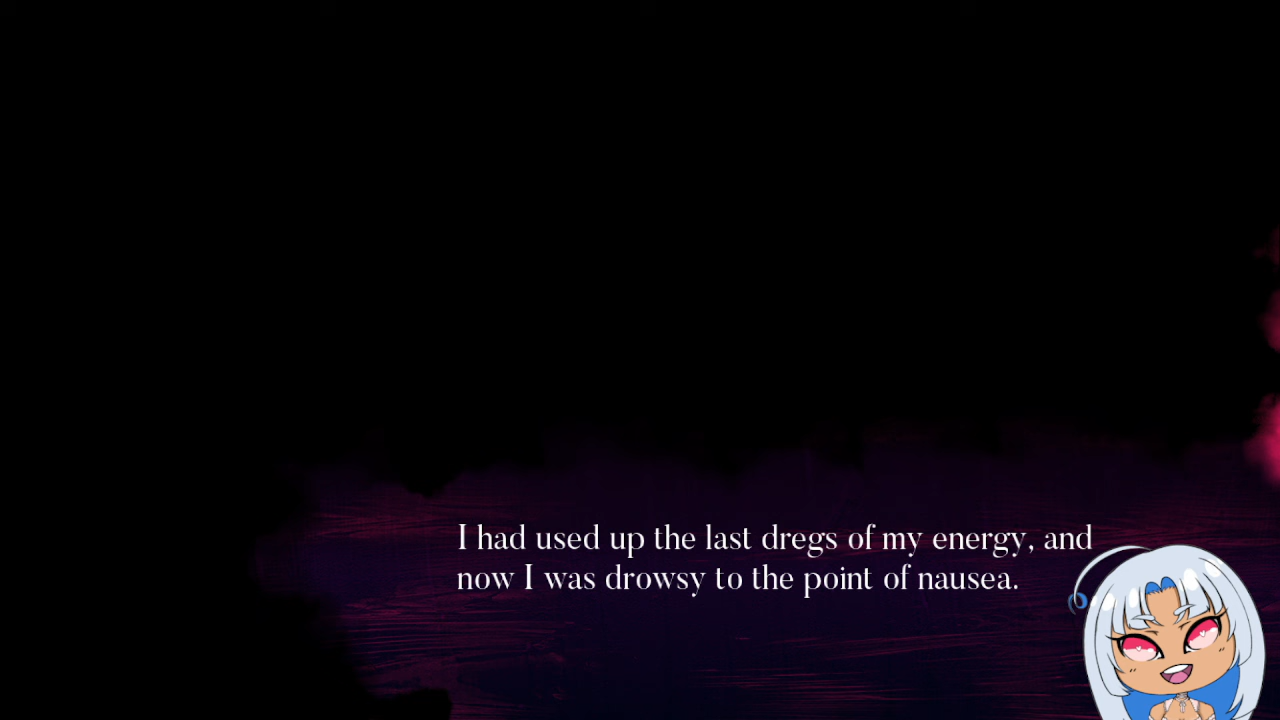 I had used up the last dregs of my energy, and
now I was drowsy to the point of nausea.